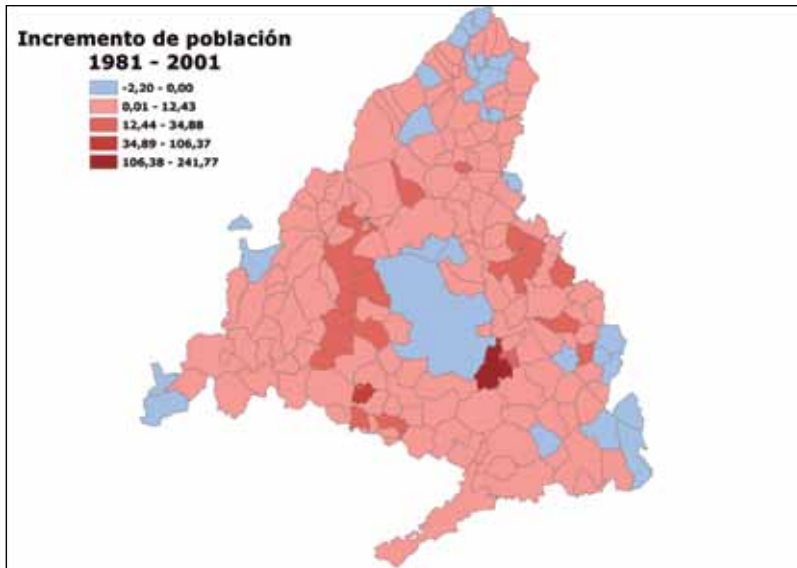 Incremento de población
1981 - 2001
-2,20 - 0,00
0,01 - 12,43
12,44 - 34,88
34,89 - 106,37
106,38 - 241,77